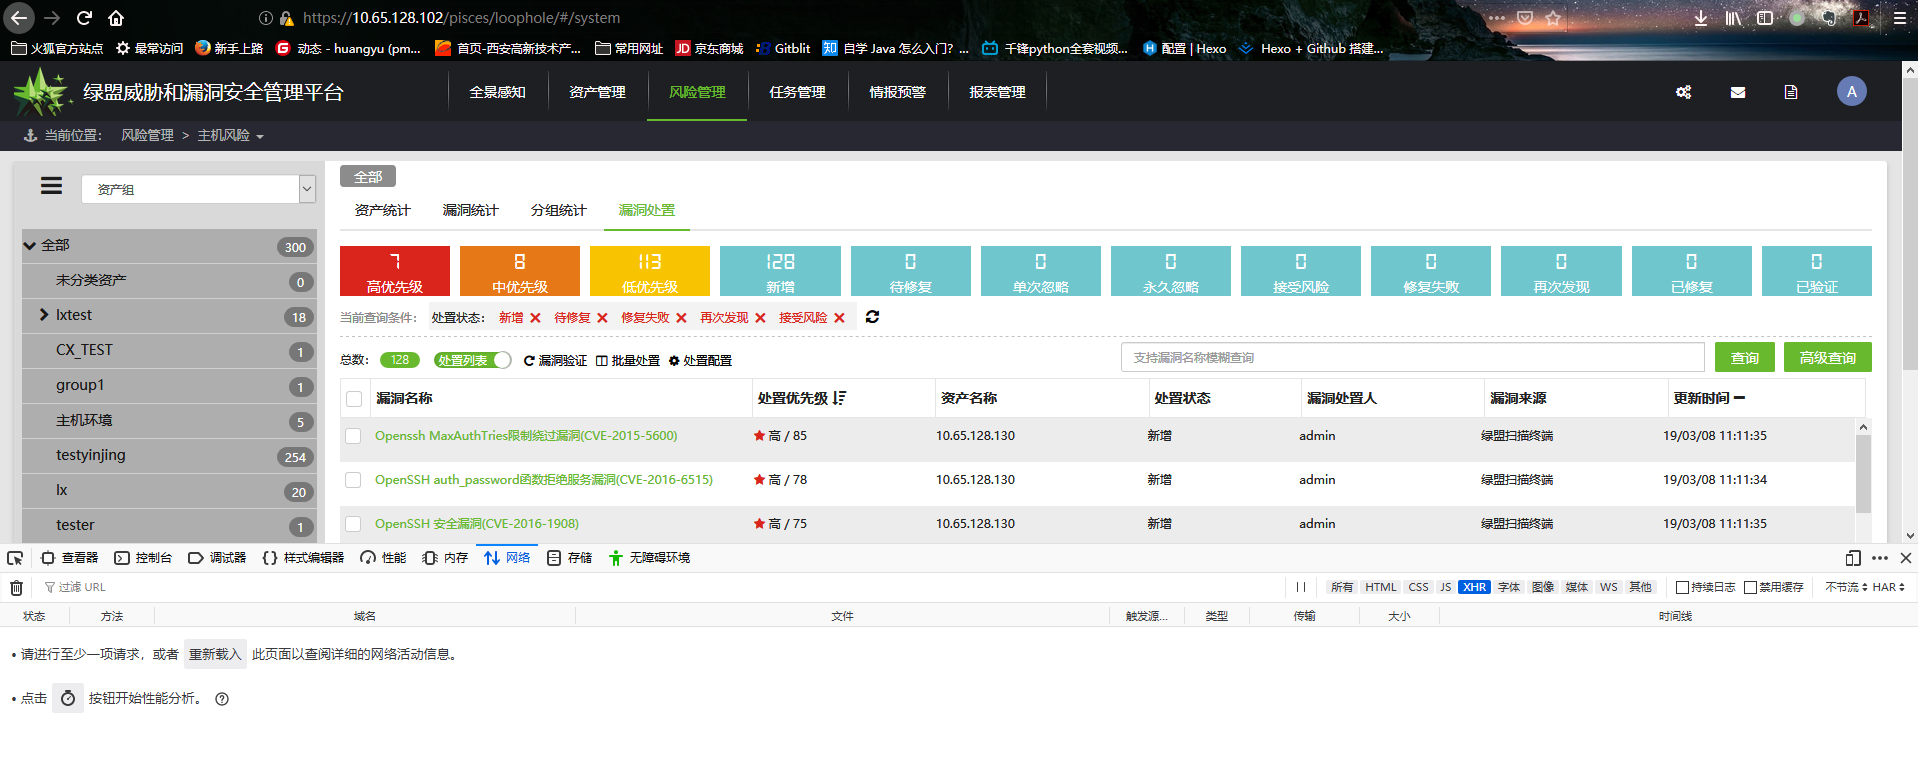 https://10.65.128.102/pisces/loophole/#/system
火狐官方站点 最常访问 新手上路 动态 - huangyu (pm... 首页-西安高新技术产... 常用网址 京东商城 Gitblit 自学 Java 怎么入门? ... 千锋python全套视频... 配置 | Hexo Hexo + Github 搭建...
绿盟威胁和漏洞安全管理平台 全景感知 资产管理 风险管理 任务管理 情报预警 报表管理 A
当前位置: 风险管理 > 主机风险
资产组
全部 300
未分类资产 0
lxtest 18
CX_TEST 1
group1 1
主机环境 5
testyinjing 254
lx 20
tester 1
全部
资产统计 漏洞统计 分组统计 漏洞处置
7 8 113 128 0 0 0 0 0 0 0 0
高优先级 中优先级 低优先级 新增 待修复 单次忽略 永久忽略 接受风险 修复失败 再次发现 已修复 已验证
当前查询条件: 处置状态: 新增 待修复 修复失败 再次发现 接受风险
总数: 128 处置列表 漏洞验证 批量处置 处置配置 支持漏洞名称模糊查询 查询 高级查询
漏洞名称 处置优先级 资产名称 处置状态 漏洞处置人 漏洞来源 更新时间
Openssh MaxAuthTries限制绕过漏洞(CVE-2015-5600) 高 / 85 10.65.128.130 新增 admin 绿盟扫描终端 19/03/08 11:11:35
OpenSSH auth_password函数拒绝服务漏洞(CVE-2016-6515) 高 / 78 10.65.128.130 新增 admin 绿盟扫描终端 19/03/08 11:11:34
OpenSSH 安全漏洞(CVE-2016-1908) 高 / 75 10.65.128.130 新增 admin 绿盟扫描终端 19/03/08 11:11:35
查看器 控制台 调试器 样式编辑器 性能 内存 网络 存储 无障碍环境
过滤 URL 所有 HTML CSS JS XHR 字体 图像 媒体 WS 其他 持续日志 禁用缓存 不节流 HAR
状态 方法 域名 文件 触发源... 类型 传输 大小 时间线
• 请进行至少一项请求，或者 重新载入 此页面以查阅详细的网络活动信息。
• 点击 按钮开始性能分析。